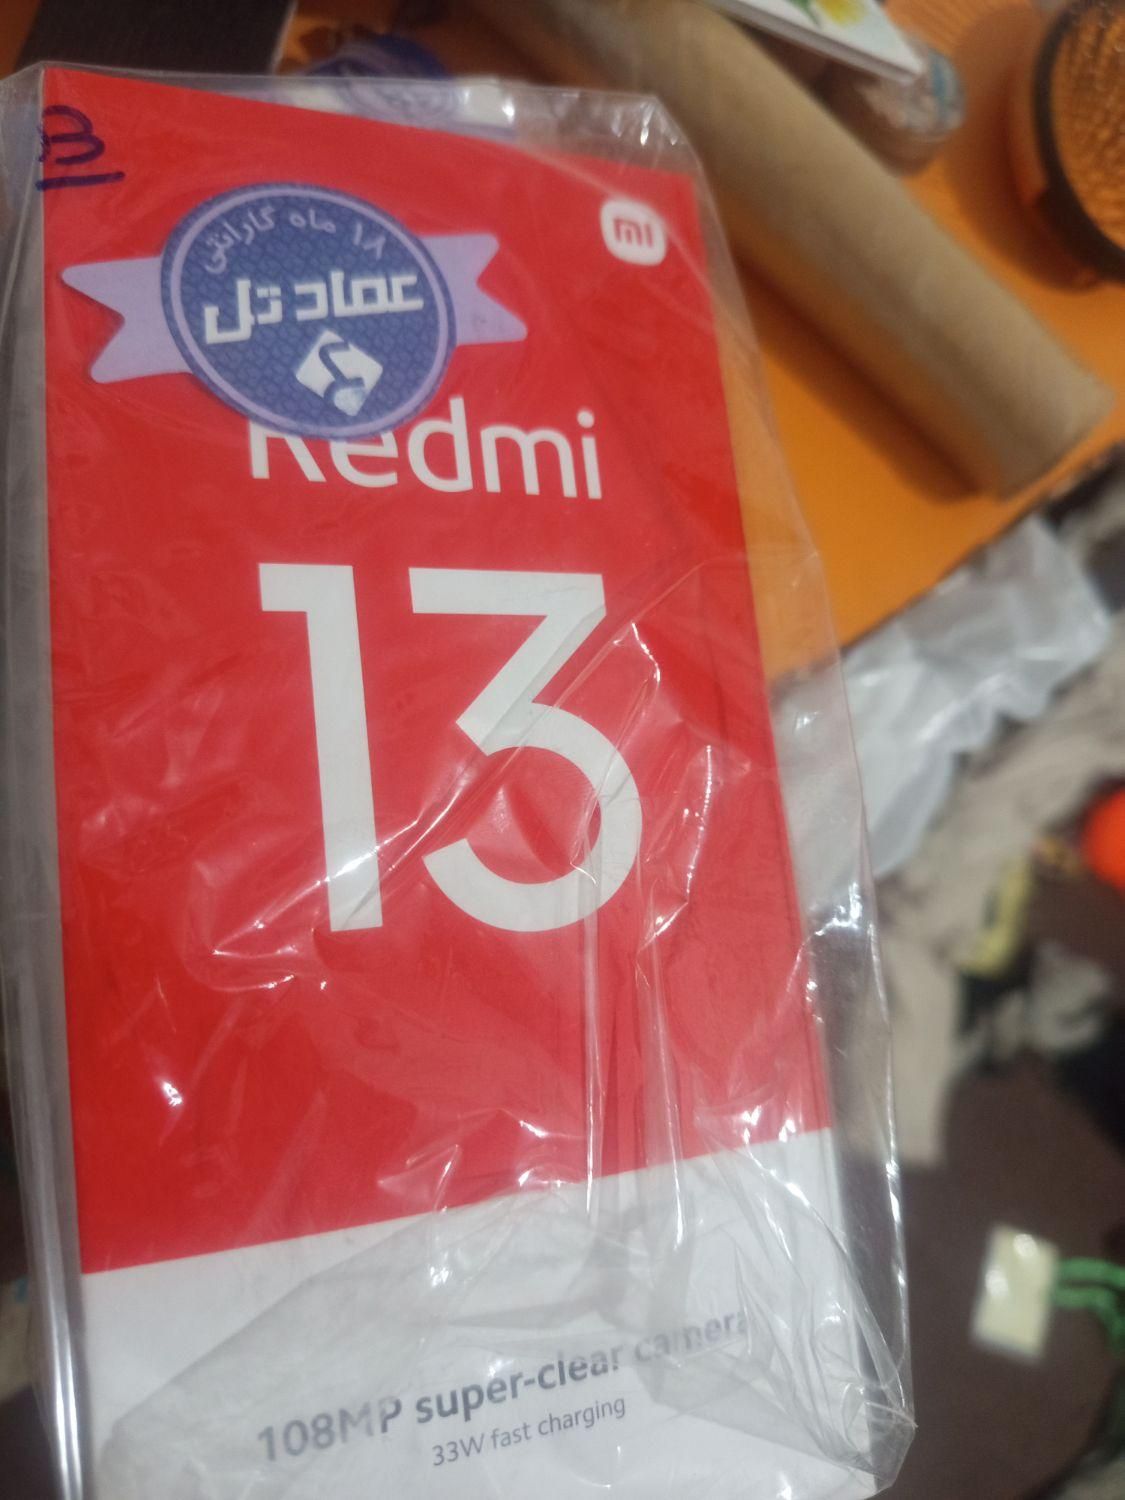 ۱۸ ماه گارانتی
عماد تل
mi
Redmi
13
108MP super-clear camera
33W fast charging